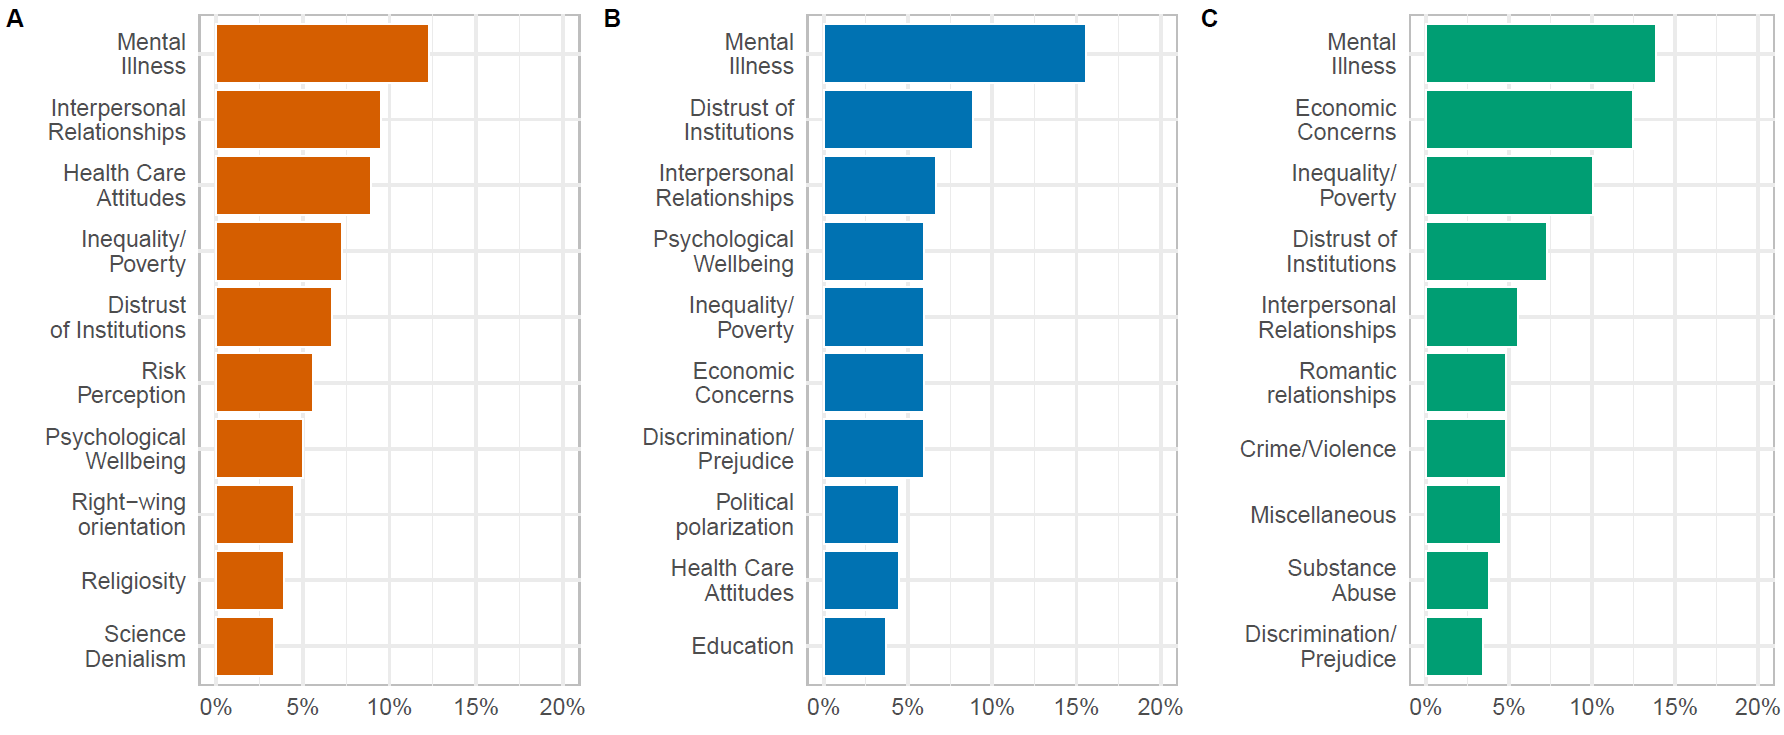 A
Mental
Illness
Interpersonal
Relationships
Health Care
Attitudes
Inequality/
Poverty
Distrust
of Institutions
Risk
Perception
Psychological
Wellbeing
Right−wing
orientation
Religiosity
Science
Denialism
0% 5% 10% 15% 20%
B
Mental
Illness
Distrust of
Institutions
Interpersonal
Relationships
Psychological
Wellbeing
Inequality/
Poverty
Economic
Concerns
Discrimination/
Prejudice
Political
polarization
Health Care
Attitudes
Education
0% 5% 10% 15% 20%
C
Mental
Illness
Economic
Concerns
Inequality/
Poverty
Distrust of
Institutions
Interpersonal
Relationships
Romantic
relationships
Crime/Violence
Miscellaneous
Substance
Abuse
Discrimination/
Prejudice
0% 5% 10% 15% 20%